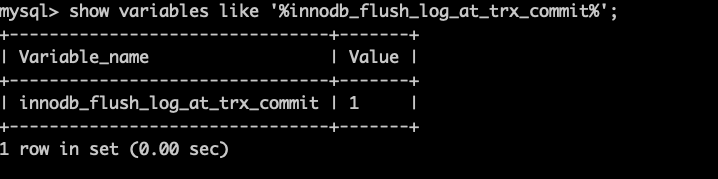 mysql> show variables like '%innodb_flush_log_at_trx_commit%';
+--------------------------------+-------+
| Variable_name                  | Value |
+--------------------------------+-------+
| innodb_flush_log_at_trx_commit | 1     |
+--------------------------------+-------+
1 row in set (0.00 sec)